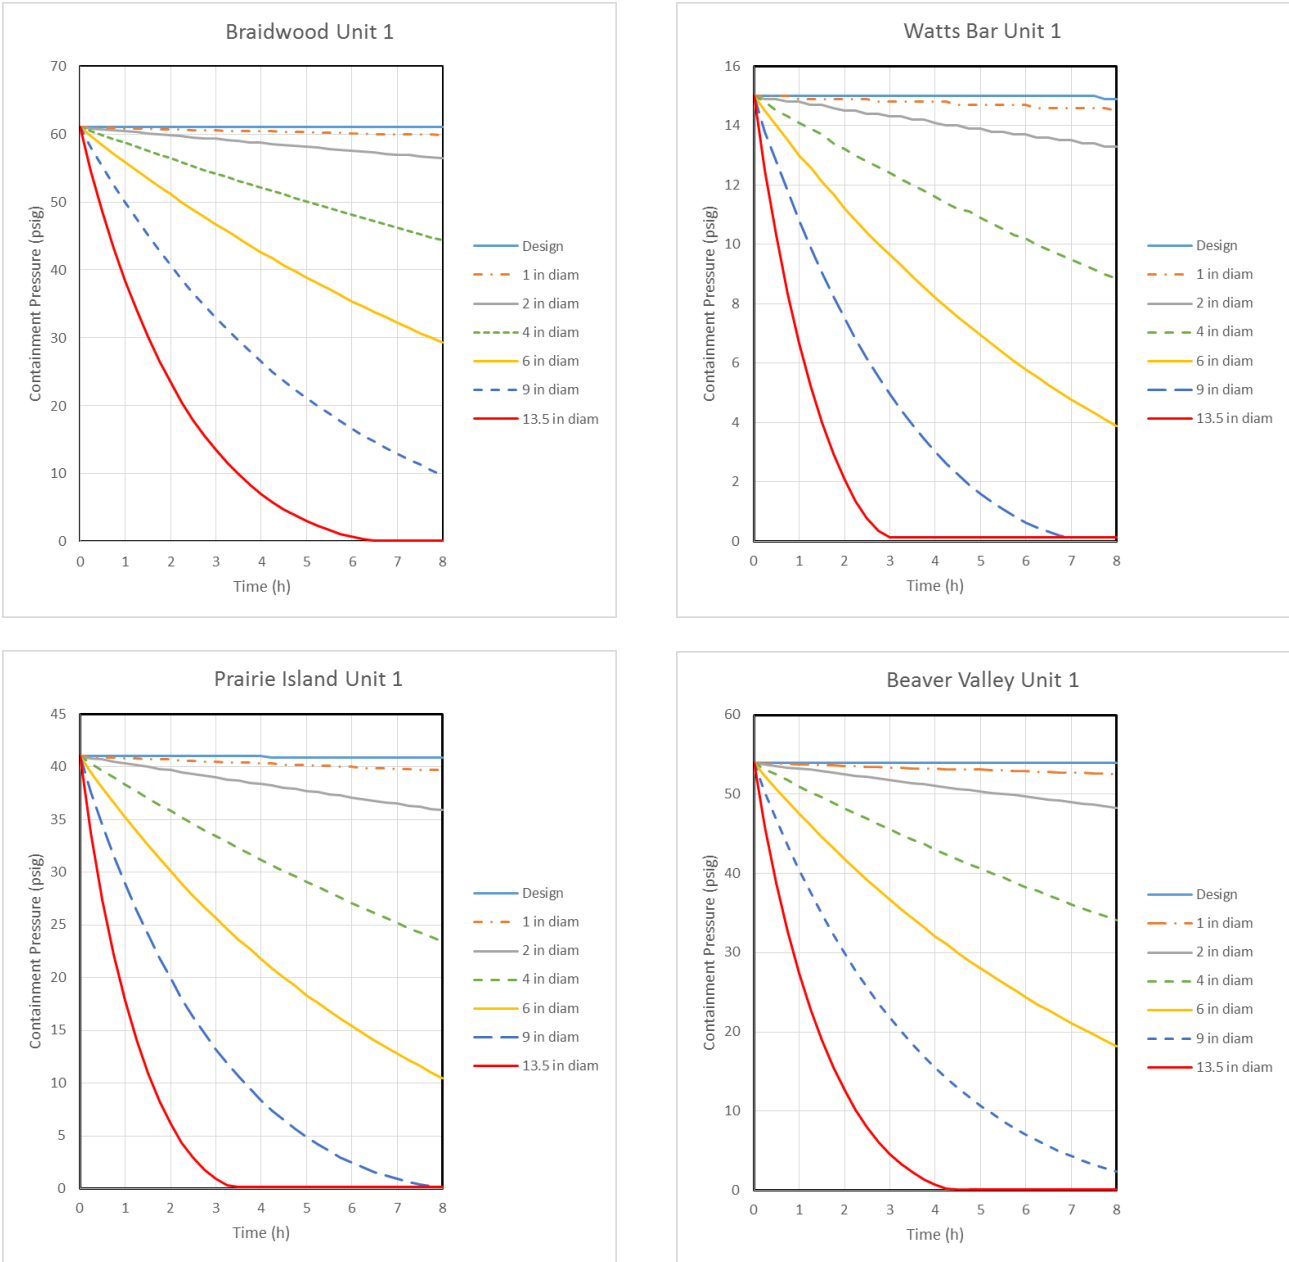 Braidwood Unit 1
70
60
50
40
30
20
10
0
Containment Pressure (psig)
0 1 2 3 4 5 6 7 8
Time (h)
Design
1 in diam
2 in diam
4 in diam
6 in diam
9 in diam
13.5 in diam
Watts Bar Unit 1
16
14
12
10
8
6
4
2
0
Containment Pressure (psig)
0 1 2 3 4 5 6 7 8
Time (h)
Design
1 in diam
2 in diam
4 in diam
6 in diam
9 in diam
13.5 in diam
Prairie Island Unit 1
45
40
35
30
25
20
15
10
5
0
Containment Pressure (psig)
0 1 2 3 4 5 6 7 8
Time (h)
Design
1 in diam
2 in diam
4 in diam
6 in diam
9 in diam
13.5 in diam
Beaver Valley Unit 1
60
50
40
30
20
10
0
Containment Pressure (psig)
0 1 2 3 4 5 6 7 8
Time (h)
Design
1 in diam
2 in diam
4 in diam
6 in diam
9 in diam
13.5 in diam